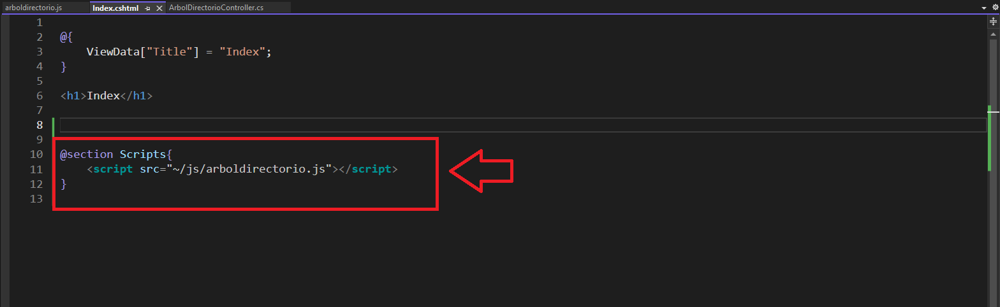 arboldirectorio.js Index.cshtml ArbolDirectorioController.cs
1
2 @{
3 ViewData["Title"] = "Index";
4 }
5
6 <h1>Index</h1>
7
8
9
10 @section Scripts{
11 <script src="~/js/arboldirectorio.js"></script>
12 }
13